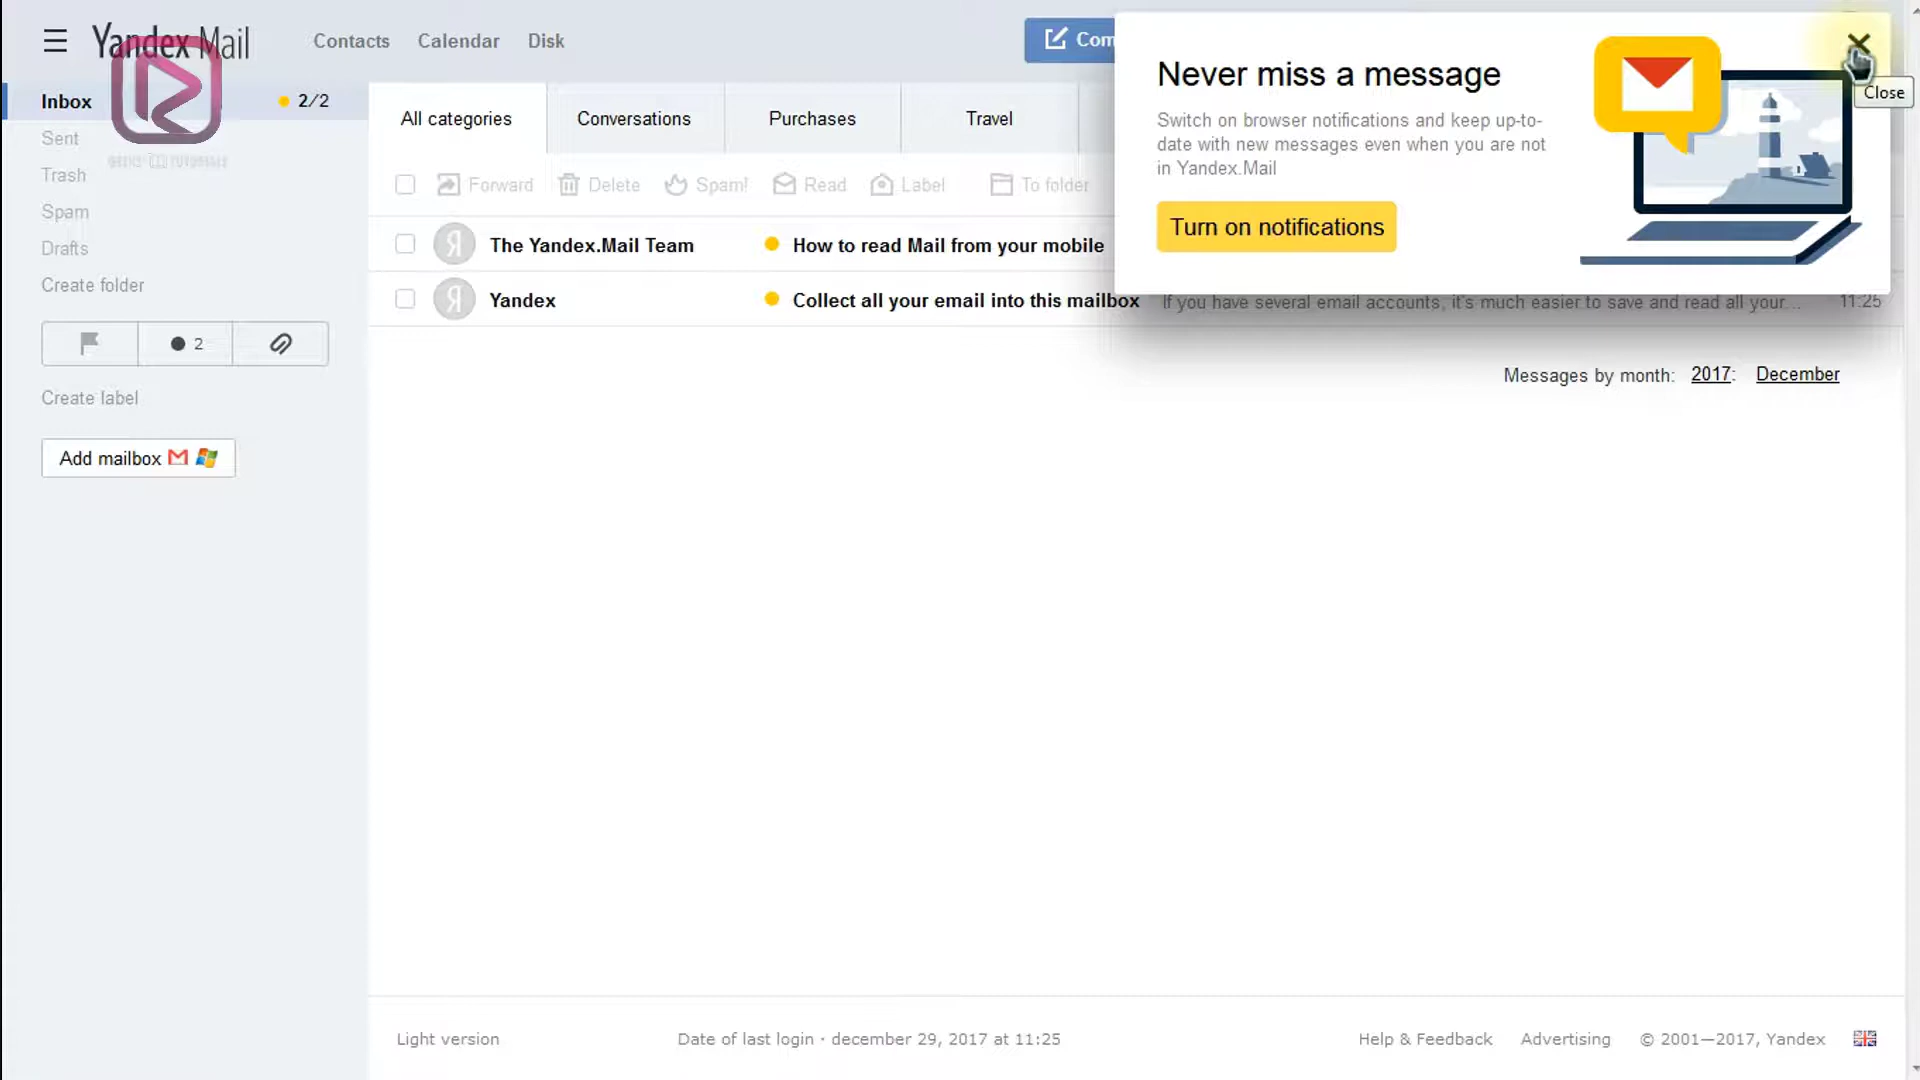 Yandex Mail
Contacts
Calendar
Disk
Com
Never miss a message
Close
Switch on browser notifications and keep up-to-
date with new messages even when you are not
in Yandex.Mail
Turn on notifications
Inbox
2/2
Sent
Trash
Spam
Drafts
Create folder
2
Create label
Add mailbox
All categories
Conversations
Purchases
Travel
Forward
Delete
Spam!
Read
Label
To folder
Я
The Yandex.Mail Team
How to read Mail from your mobile
Я
Yandex
Collect all your email into this mailbox
If you have several email accounts, it's much easier to save and read all your...
11:25
Messages by month:
2017:
December
Light version
Date of last login · december 29, 2017 at 11:25
Help & Feedback
Advertising
© 2001—2017, Yandex